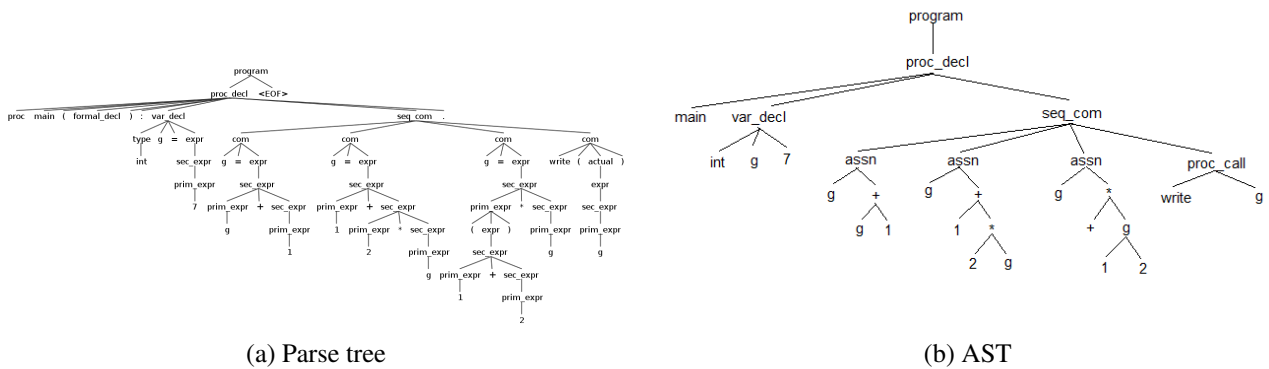 program
proc_decl <EOF>
proc main ( formal_decl ) : var_decl seq_com .
type g = expr com com com com
int sec_expr g = expr g = expr g = expr write ( actual )
prim_expr sec_expr sec_expr sec_expr expr
7 prim_expr + sec_expr prim_expr + sec_expr prim_expr * sec_expr sec_expr
g prim_expr 1 prim_expr * sec_expr ( expr ) prim_expr prim_expr
1 2 prim_expr sec_expr g g
g prim_expr + sec_expr
1 prim_expr
2
(a) Parse tree
program
proc_decl
main var_decl seq_com
int g 7 assn assn assn proc_call
g + g + g * write g
g 1 1 * + g
2 g 1 2
(b) AST